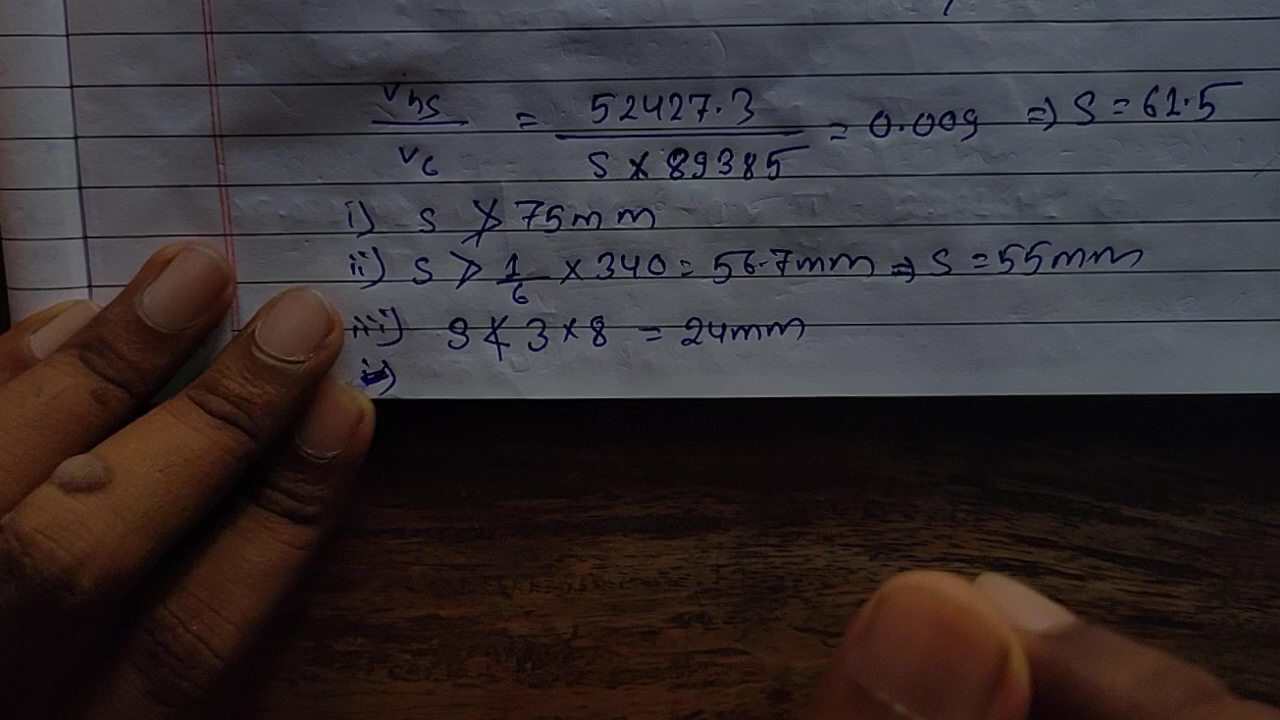 V hs / Vc = 52427.3 / S × 89385 = 0.009 ⇒ S = 61.5
i) S ≯ 75mm
ii) S > 1/6 × 340 = 56.7mm ⇒ S = 55mm
iii) S ≮ 3 × 8 = 24mm